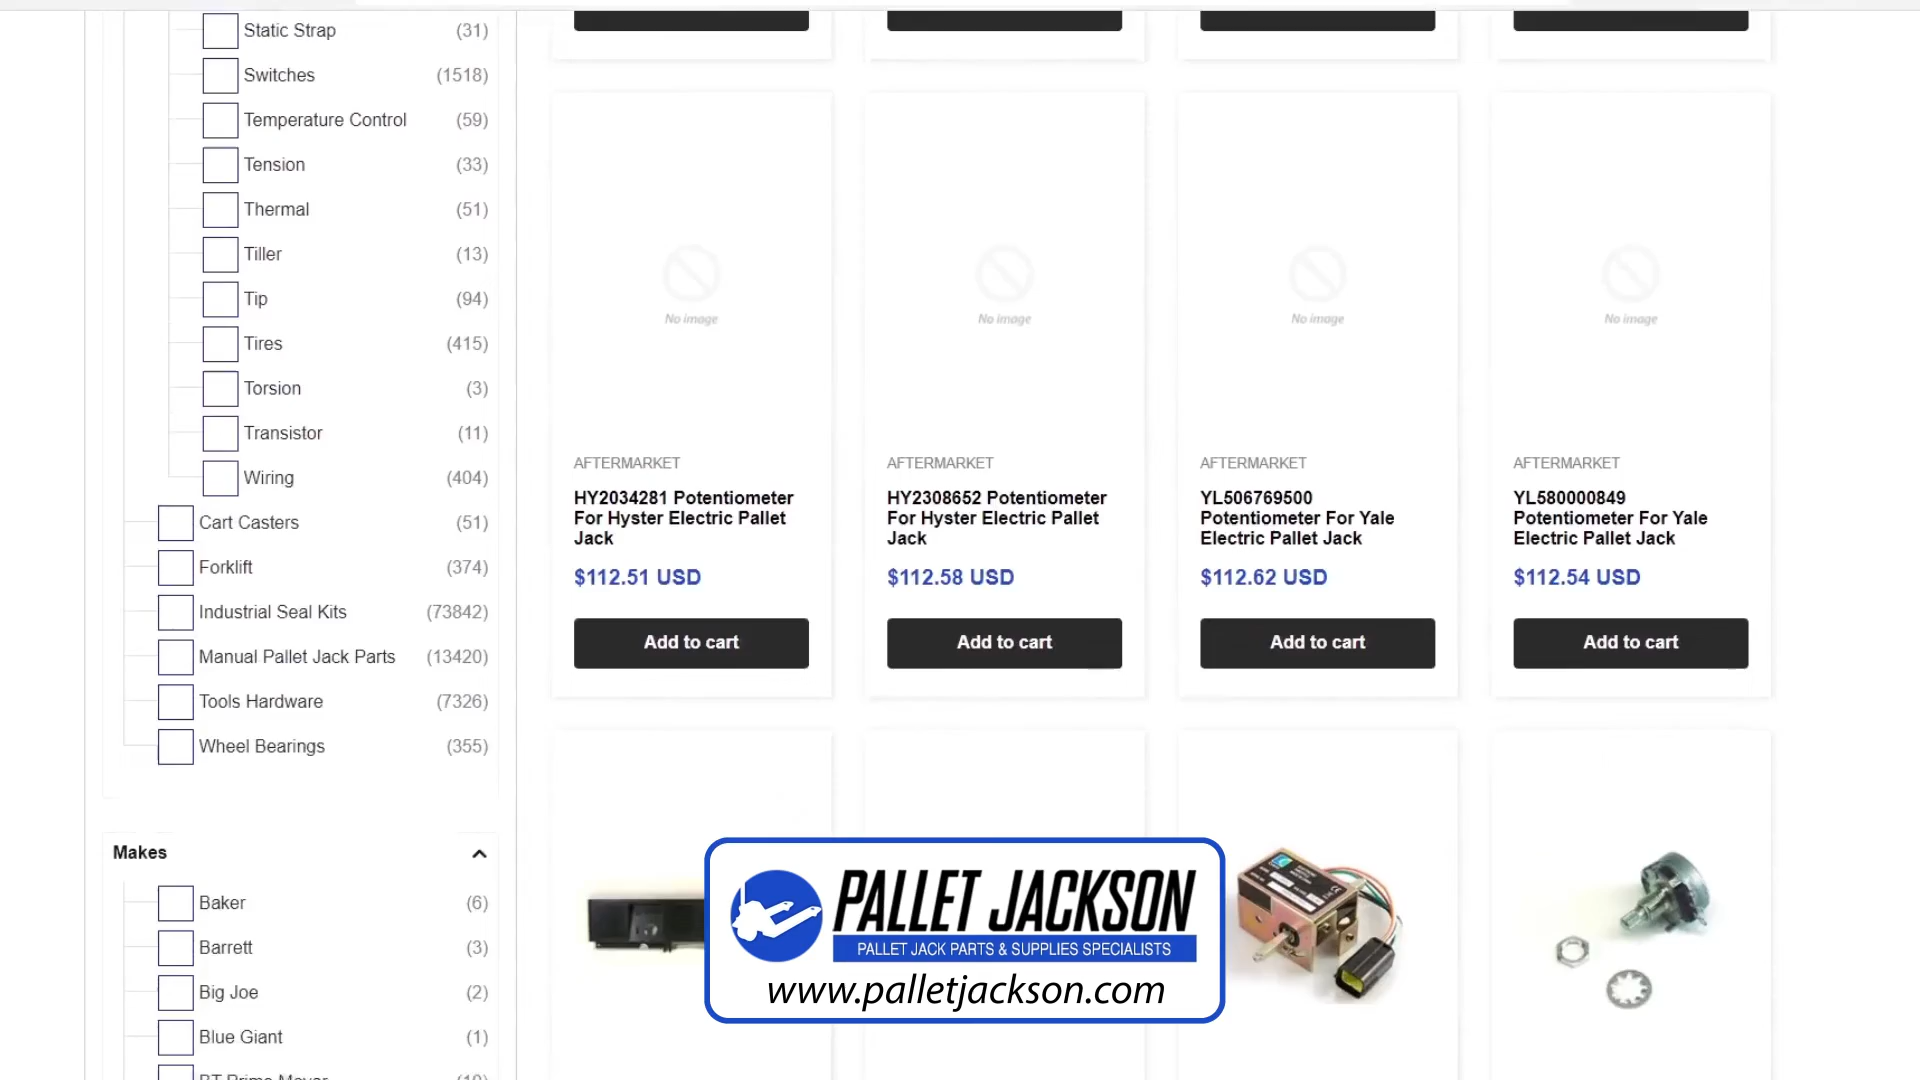 Static Strap (31)
Switches (1518)
Temperature Control (59)
Tension (33)
Thermal (51)
Tiller (13)
Tip (94)
Tires (415)
Torsion (3)
Transistor (11)
Wiring (404)
Cart Casters (51)
Forklift (374)
Industrial Seal Kits (73842)
Manual Pallet Jack Parts (13420)
Tools Hardware (7326)
Wheel Bearings (355)
Makes
Baker (6)
Barrett (3)
Big Joe (2)
Blue Giant (1)
No image
AFTERMARKET
HY2034281 Potentiometer
For Hyster Electric Pallet
Jack
$112.51 USD
Add to cart
No image
AFTERMARKET
HY2308652 Potentiometer
For Hyster Electric Pallet
Jack
$112.58 USD
Add to cart
No image
AFTERMARKET
YL506769500
Potentiometer For Yale
Electric Pallet Jack
$112.62 USD
Add to cart
No image
AFTERMARKET
YL580000849
Potentiometer For Yale
Electric Pallet Jack
$112.54 USD
Add to cart
PALLET JACKSON
PALLET JACK PARTS & SUPPLIES SPECIALISTS
www.palletjackson.com